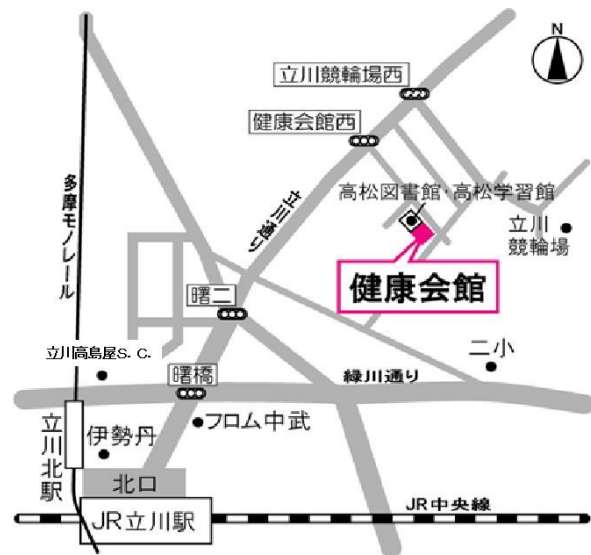 N
立川競輪場西
健康会館西
多摩モノレール
立川通り
高松図書館・高松学習館
立川
競輪場
健康会館
曙二
立川高島屋S.C.
二小
曙橋
緑川通り
立川北駅
伊勢丹
フロム中武
北口
JR中央線
JR立川駅